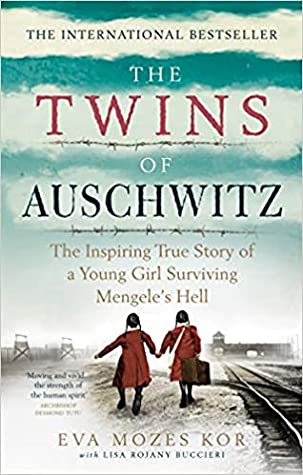 THE INTERNATIONAL BESTSELLER
THE
TWINS
OF
AUSCHWITZ
The Inspiring True Story of
a Young Girl Surviving
Mengele's Hell
'Moving and vivid...
the strength of
the human spirit'
ARCHBISHOP
DESMOND TUTU
EVA MOZES KOR
with LISA ROJANY BUCCIERI